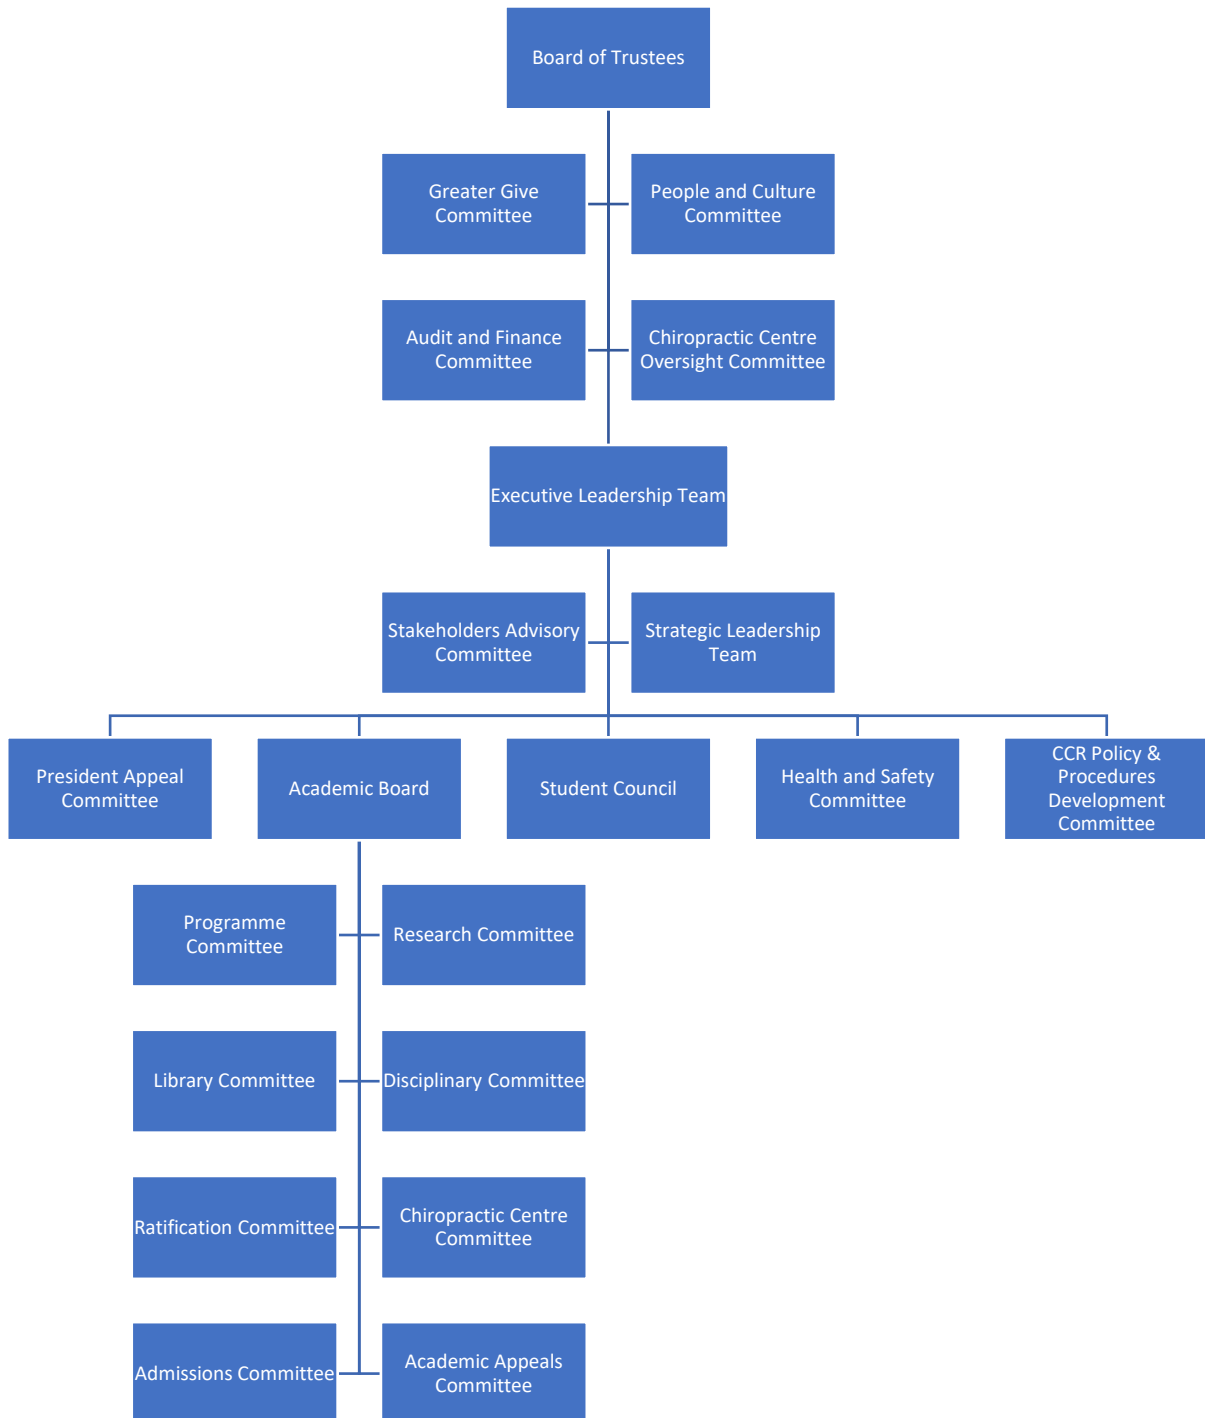 Board of Trustees
Greater Give
Committee
People and Culture
Committee
Audit and Finance
Committee
Chiropractic Centre
Oversight Committee
Executive Leadership Team
Stakeholders Advisory
Committee
Strategic Leadership
Team
President Appeal
Committee
Academic Board
Student Council
Health and Safety
Committee
CCR Policy &
Procedures
Development
Committee
Programme
Committee
Research Committee
Library Committee
Disciplinary Committee
Ratification Committee
Chiropractic Centre
Committee
Admissions Committee
Academic Appeals
Committee